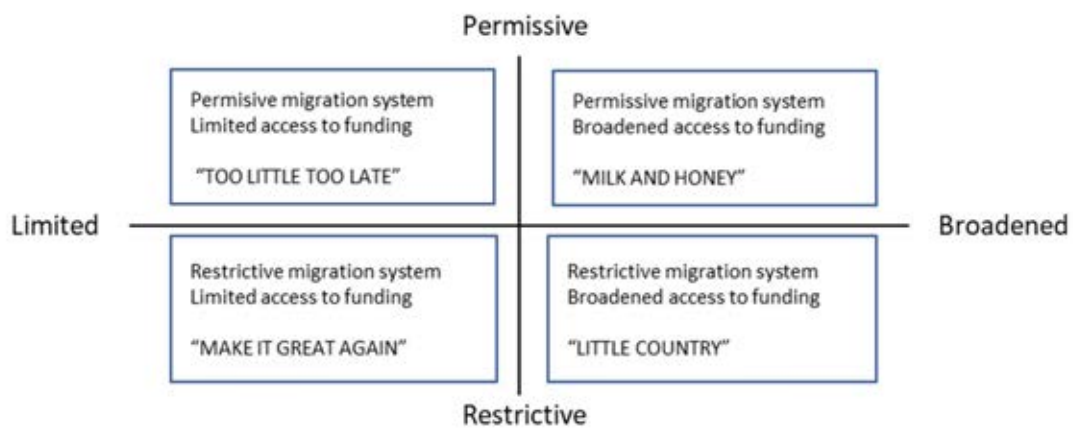 Permissive
Permisive migration system
Limited access to funding
“TOO LITTLE TOO LATE”
Permissive migration system
Broadened access to funding
“MILK AND HONEY”
Limited
Broadened
Restrictive migration system
Limited access to funding
“MAKE IT GREAT AGAIN”
Restrictive migration system
Broadened access to funding
“LITTLE COUNTRY”
Restrictive